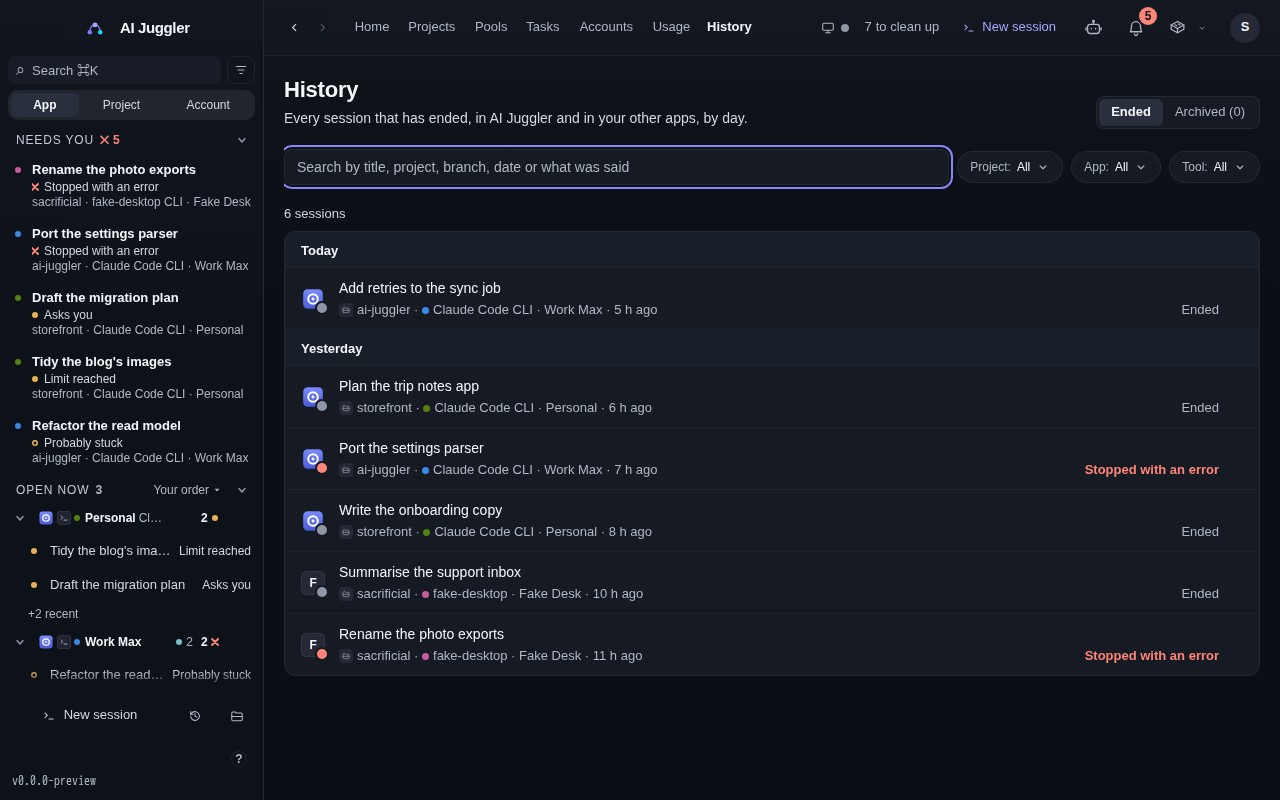 AI Juggler
Search ⌘K
App Project Account
NEEDS YOU 5
Rename the photo exports
Stopped with an error
sacrificial · fake-desktop CLI · Fake Desk
Port the settings parser
Stopped with an error
ai-juggler · Claude Code CLI · Work Max
Draft the migration plan
Asks you
storefront · Claude Code CLI · Personal
Tidy the blog's images
Limit reached
storefront · Claude Code CLI · Personal
Refactor the read model
Probably stuck
ai-juggler · Claude Code CLI · Work Max
OPEN NOW 3 Your order
Personal Cl… 2
Tidy the blog's ima… Limit reached
Draft the migration plan Asks you
+2 recent
Work Max 2 2
Refactor the read… Probably stuck
New session
?
v0.0.0-preview
Home Projects Pools Tasks Accounts Usage History
7 to clean up New session 5 S
History
Every session that has ended, in AI Juggler and in your other apps, by day.
Ended Archived (0)
Search by title, project, branch, date or what was said
Project: All App: All Tool: All
6 sessions
Today
Add retries to the sync job
ai-juggler · Claude Code CLI · Work Max · 5 h ago Ended
Yesterday
Plan the trip notes app
storefront · Claude Code CLI · Personal · 6 h ago Ended
Port the settings parser
ai-juggler · Claude Code CLI · Work Max · 7 h ago Stopped with an error
Write the onboarding copy
storefront · Claude Code CLI · Personal · 8 h ago Ended
F
Summarise the support inbox
sacrificial · fake-desktop · Fake Desk · 10 h ago Ended
F
Rename the photo exports
sacrificial · fake-desktop · Fake Desk · 11 h ago Stopped with an error